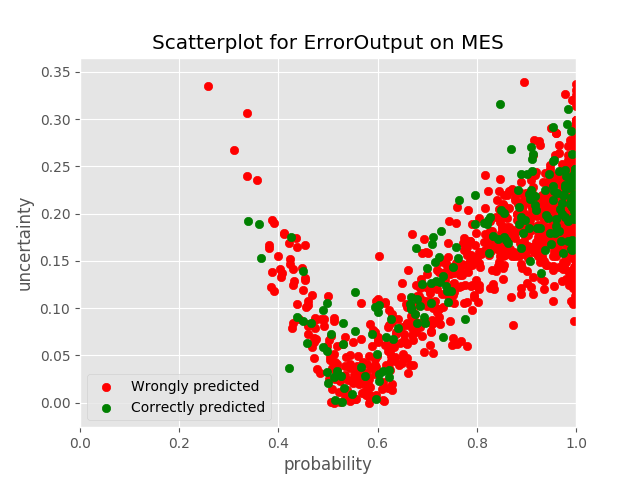 Scatterplot for ErrorOutput on MES
0.35
0.30
0.25
0.20
0.15
0.10
0.05
0.00
uncertainty
Wrongly predicted
Correctly predicted
0.0 0.2 0.4 0.6 0.8 1.0
probability